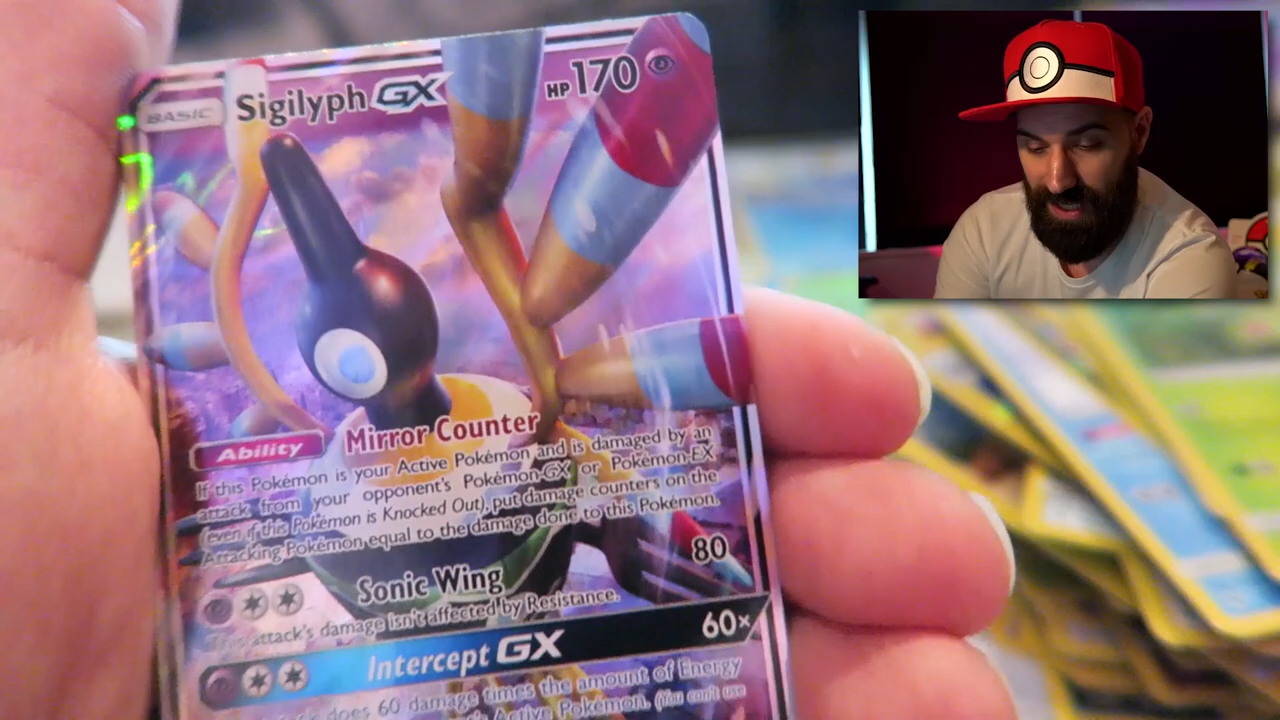 BASIC Sigilyph GX HP 170
Ability Mirror Counter
If this Pokémon is your Active Pokémon and is damaged by an
attack from your opponent's Pokémon-GX or Pokémon-EX
(even if this Pokémon is Knocked Out), put damage counters on the
Attacking Pokémon equal to the damage done to this Pokémon.
Sonic Wing 80
This attack's damage isn't affected by Resistance.
Intercept GX 60×
does 60 damage times the amount of Energy
Active Pokémon. (You can't use